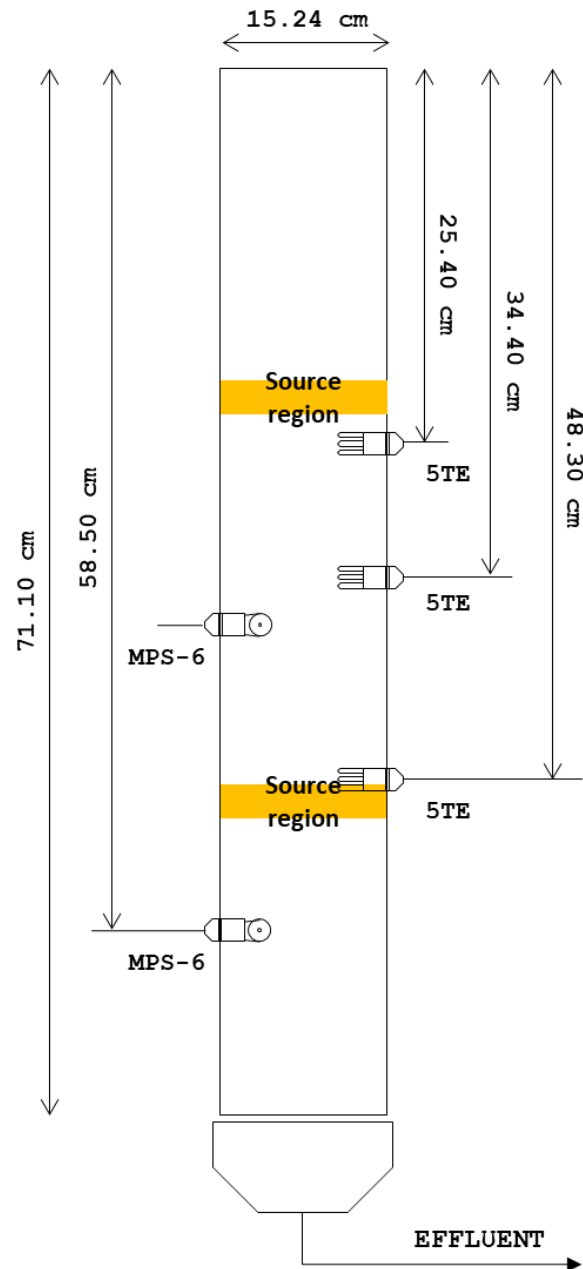 15.24 cm
25.40 cm
34.40 cm
48.30 cm
58.50 cm
71.10 cm
Source
region
5TE
5TE
MPS-6
Source
region
5TE
MPS-6
EFFLUENT